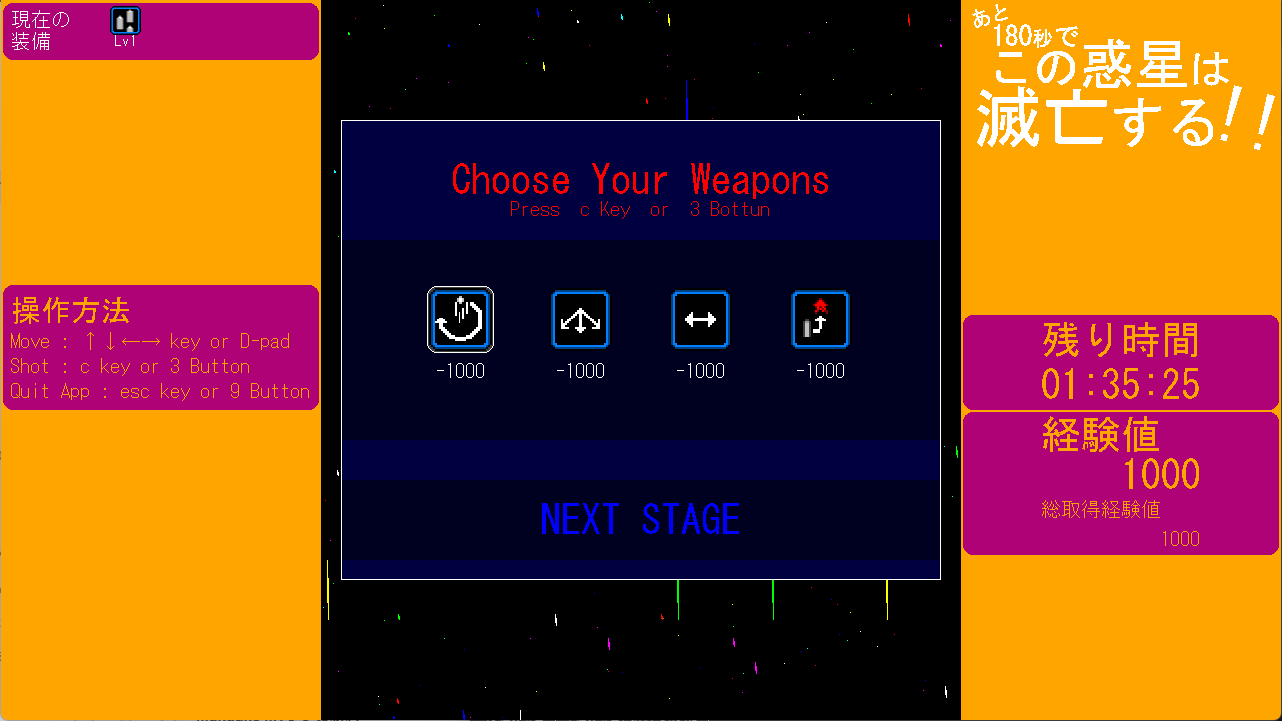 現在の
装備
Lv1
操作方法
Move : ↑↓←→ key or D-pad
Shot : c key or 3 Button
Quit App : esc key or 9 Button
Choose Your Weapons
Press c Key or 3 Bottun
-1000 -1000 -1000 -1000
NEXT STAGE
あと
180秒で
この惑星は
滅亡する!!
残り時間
01:35:25
経験値
1000
総取得経験値
1000